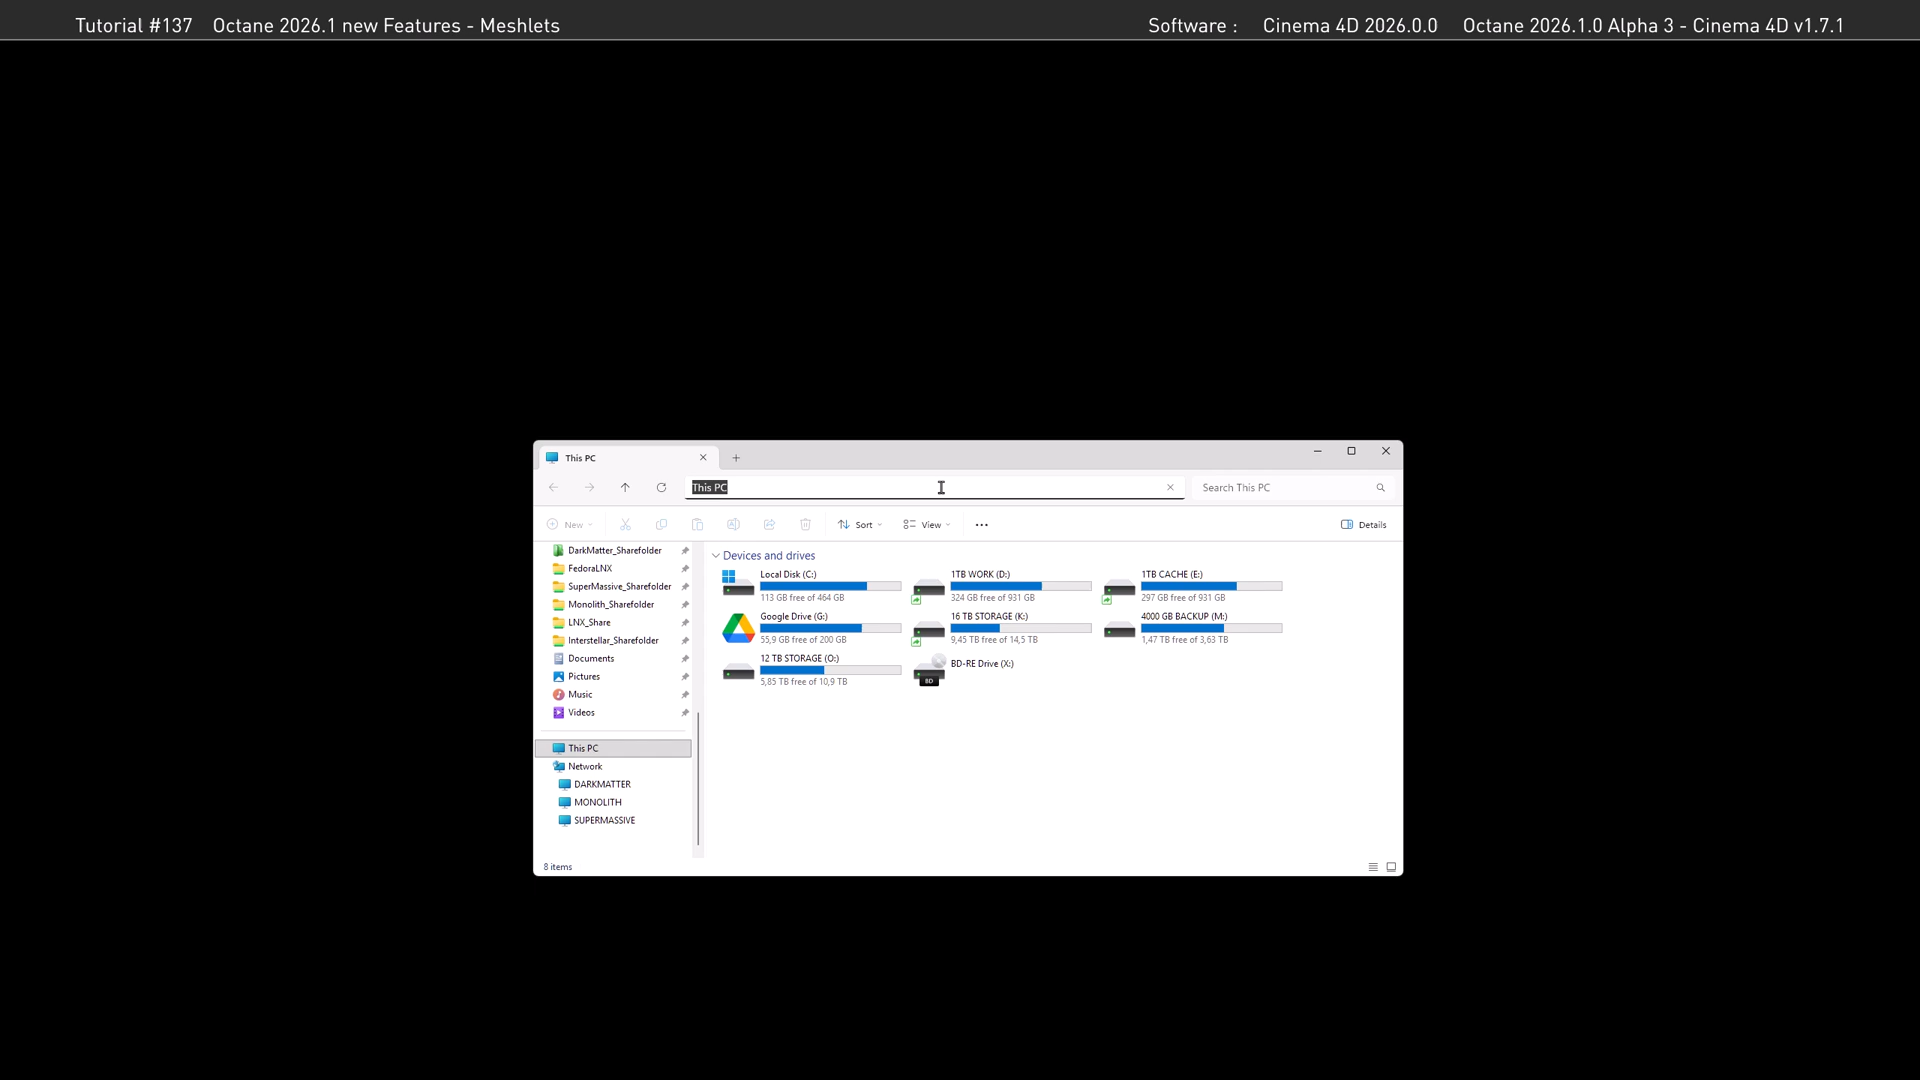 Tutorial #137 Octane 2026.1 new Features - Meshlets Software : Cinema 4D 2026.0.0 Octane 2026.1.0 Alpha 3 - Cinema 4D v1.7.1
This PC
This PC Search This PC
New Sort View Details
DarkMatter_Sharefolder
FedoraLNX
SuperMassive_Sharefolder
Monolith_Sharefolder
LNX_Share
Interstellar_Sharefolder
Documents
Pictures
Music
Videos
This PC
Network
DARKMATTER
MONOLITH
SUPERMASSIVE
Devices and drives
Local Disk (C:)
113 GB free of 464 GB
1TB WORK (D:)
324 GB free of 931 GB
1TB CACHE (E:)
297 GB free of 931 GB
Google Drive (G:)
55,9 GB free of 200 GB
16 TB STORAGE (K:)
9,45 TB free of 14,5 TB
4000 GB BACKUP (M:)
1,47 TB free of 3,63 TB
12 TB STORAGE (O:)
5,85 TB free of 10,9 TB
BD-RE Drive (X:)
BD
8 items